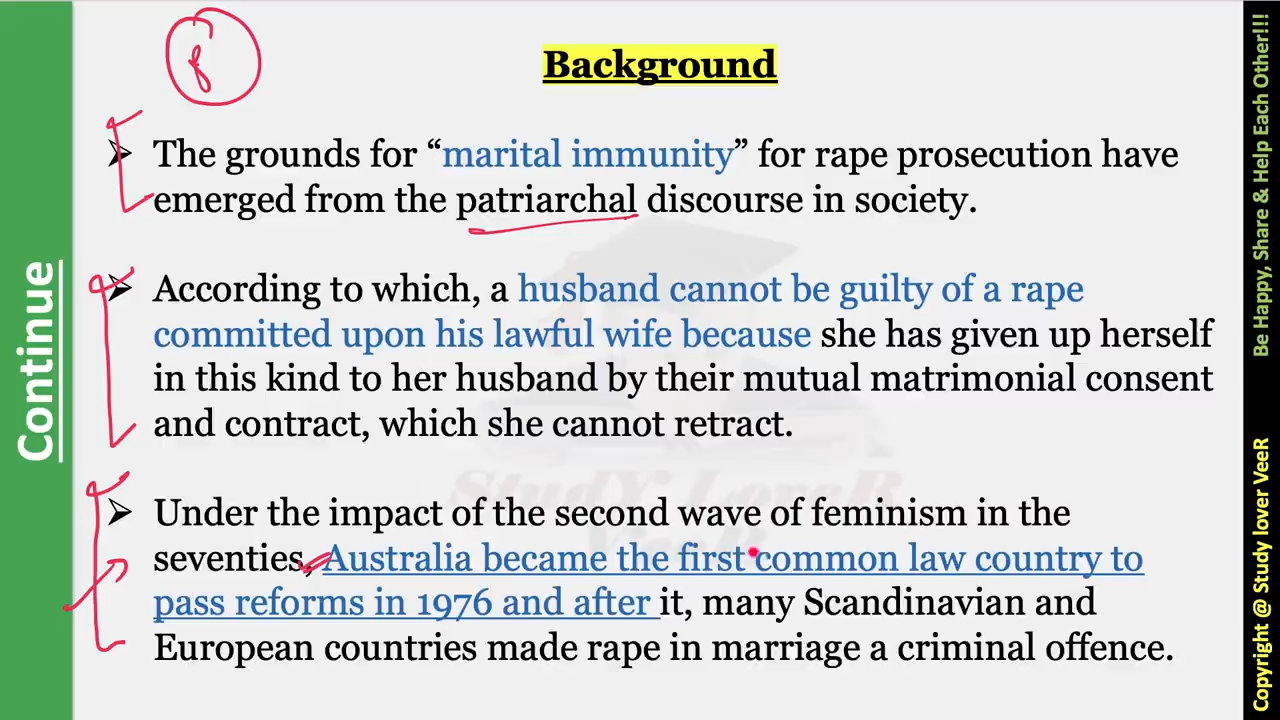 Background
The grounds for “marital immunity” for rape prosecution have
emerged from the patriarchal discourse in society.
According to which, a husband cannot be guilty of a rape
committed upon his lawful wife because she has given up herself
in this kind to her husband by their mutual matrimonial consent
and contract, which she cannot retract.
Under the impact of the second wave of feminism in the
seventies, Australia became the first common law country to
pass reforms in 1976 and after it, many Scandinavian and
European countries made rape in marriage a criminal offence.
Continue
Be Happy, Share & Help Each Other!!!
Copyright @ Study lover VeeR
StudY LoveR
VeeR